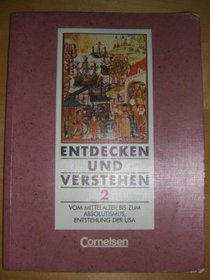 ENTDECKEN
UND
VERSTEHEN
2
VOM MITTELALTER BIS ZUM
ABSOLUTISMUS,
ENTSTEHUNG DER USA
Cornelsen